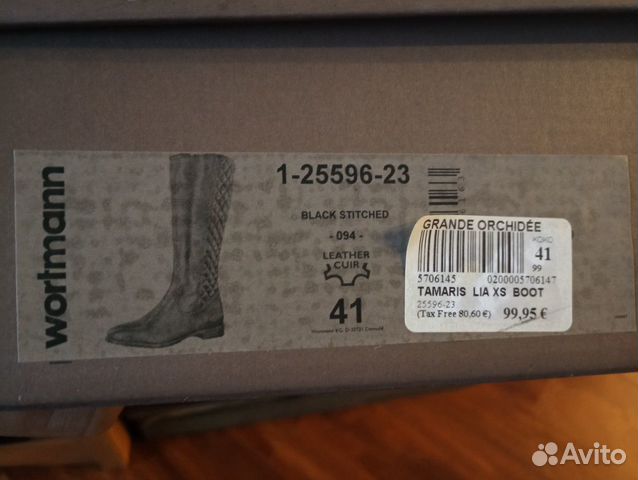 wortmann
1-25596-23
BLACK STITCHED
- 094 -
LEATHER
CUIR
41
GRANDE ORCHIDÉE
KOKO
41
99
5706145 0200005706147
TAMARIS LIA XS BOOT
25596-23
(Tax Free 80.60 €) 99,95 €
Avito